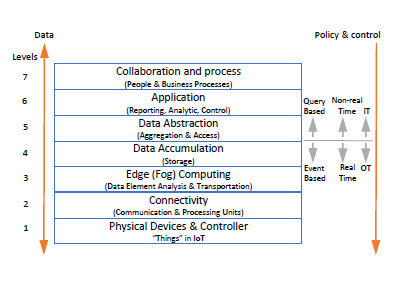 Data
Policy & control
Levels
7
Collaboration and process
(People & Business Processes)
6
Application
(Reporting, Analytic, Control)
Query Non-real
Based Time IT
5
Data Abstraction
(Aggregation & Access)
4
Data Accumulation
(Storage)
3
Edge (Fog) Computing
(Data Element Analysis & Transportation)
Event Real OT
Based Time
2
Connectivity
(Communication & Processing Units)
1
Physical Devices & Controller
"Things" in IoT